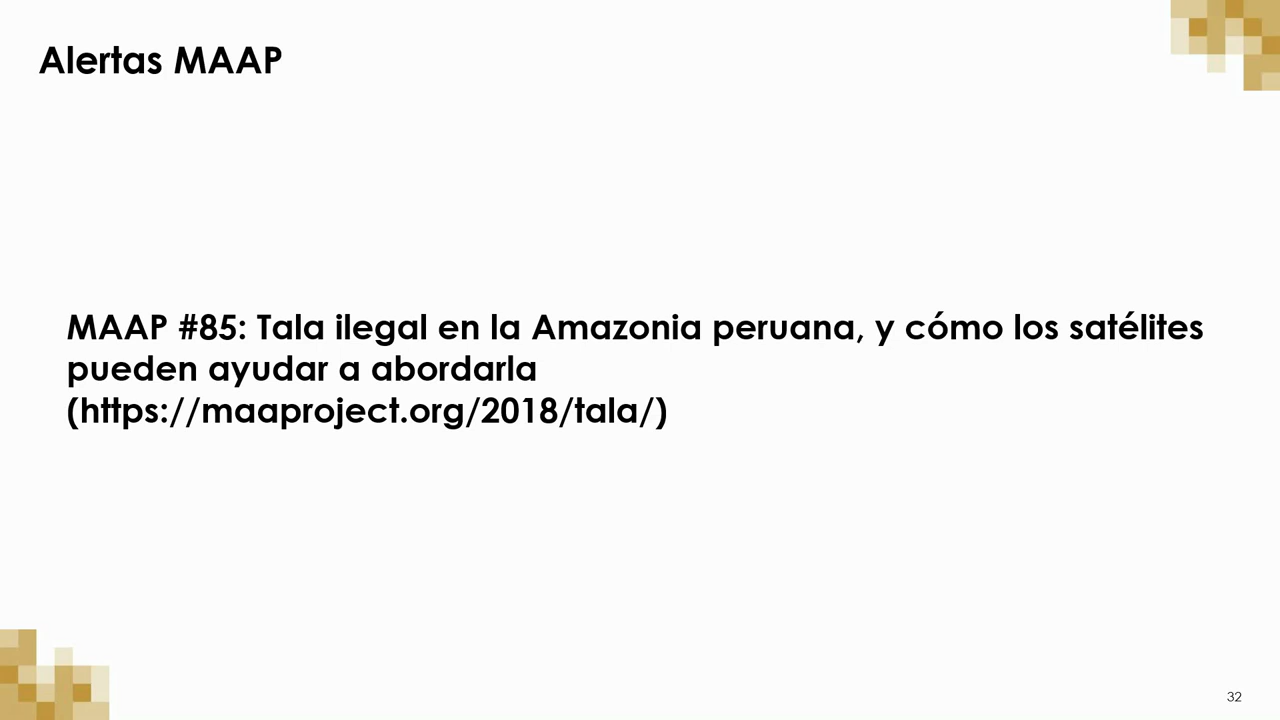 Alertas MAAP
MAAP #85: Tala ilegal en la Amazonia peruana, y cómo los satélites
pueden ayudar a abordarla
(https://maaproject.org/2018/tala/)
32